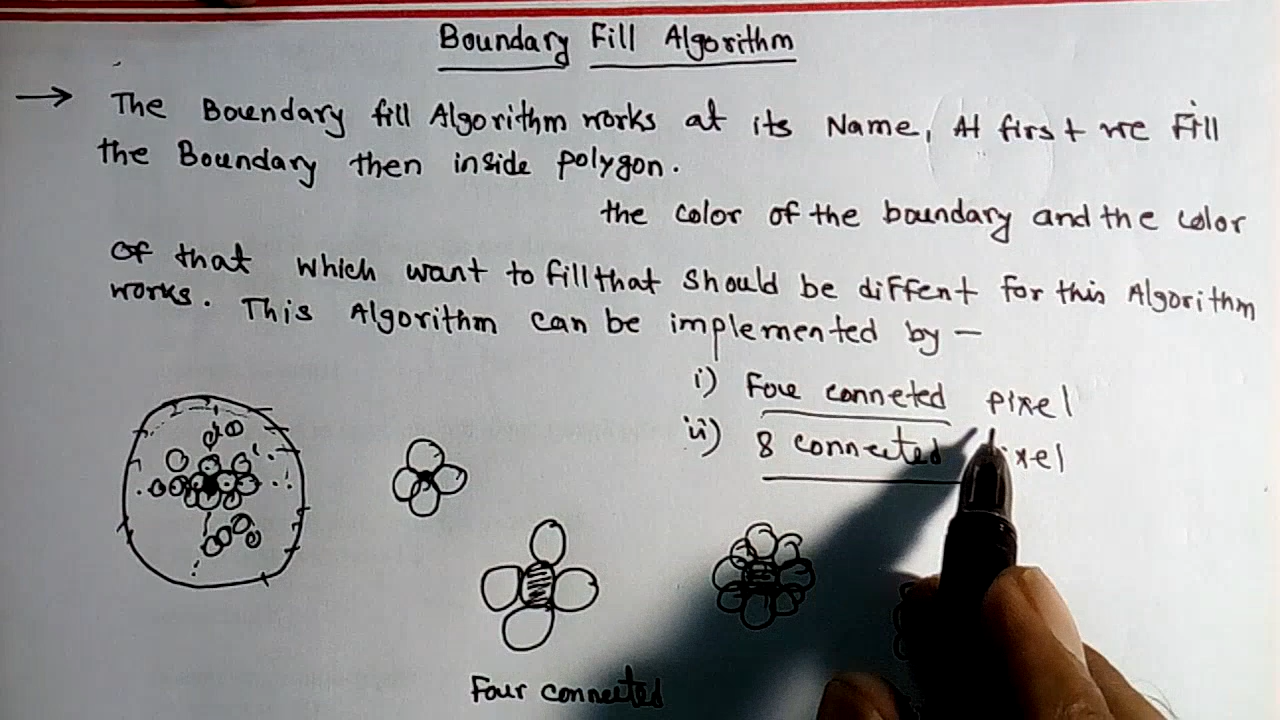 Boundary Fill Algorithm
→ The Boundary fill Algorithm works at its Name, At first we Fill
the Boundary then inside polygon.
the color of the boundary and the color
of that which want to fill that should be diffent for this Algorithm
works. This Algorithm can be implemented by —
i) Four conneted pixel
ii) 8 connected ixel
Four connected